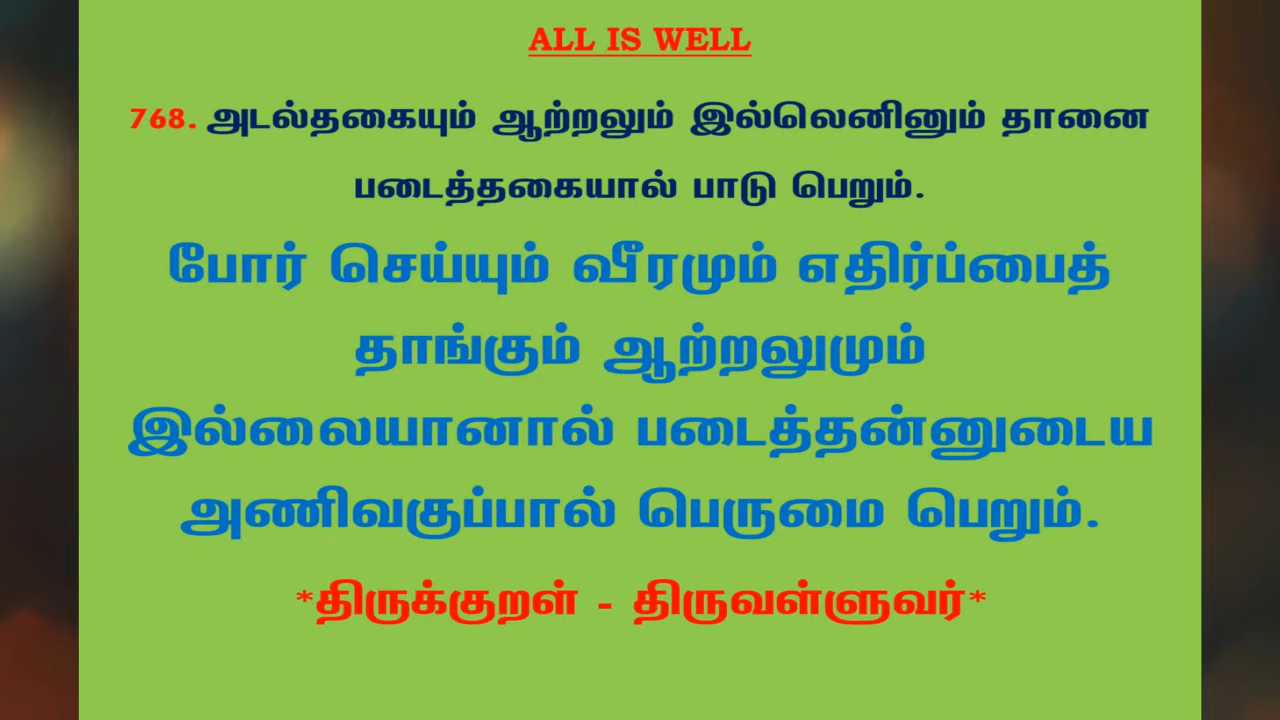 ALL IS WELL
768. அடல்தகையும் ஆற்றலும் இல்லெனினும் தானை
படைத்தகையால் பாடு பெறும்.
போர் செய்யும் வீரமும் எதிர்ப்பைத்
தாங்கும் ஆற்றலுமும்
இல்லையானால் படைத்தன்னுடைய
அணிவகுப்பால் பெருமை பெறும்.
*திருக்குறள் - திருவள்ளுவர்*